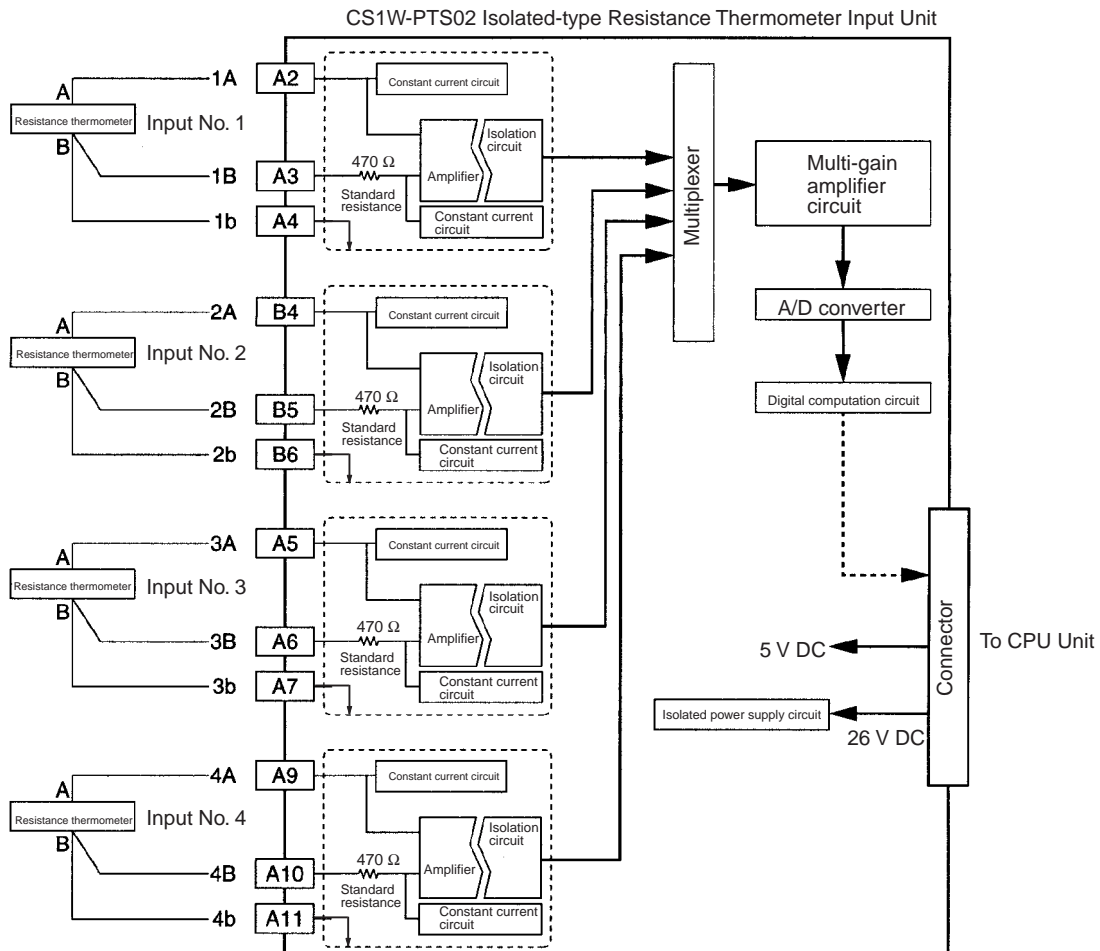 CS1W-PTS02 Isolated-type Resistance Thermometer Input Unit
A
1A
A2
Constant current circuit
Resistance thermometer
Input No. 1
B
1B
A3
470 Ω
Standard
resistance
Amplifier
Isolation
circuit
1b
A4
Constant current
circuit
A
2A
B4
Constant current circuit
Resistance thermometer
Input No. 2
B
2B
B5
470 Ω
Standard
resistance
Amplifier
Isolation
circuit
2b
B6
Constant current
circuit
A
3A
A5
Constant current circuit
Resistance thermometer
Input No. 3
B
3B
A6
470 Ω
Standard
resistance
Amplifier
Isolation
circuit
3b
A7
Constant current
circuit
A
4A
A9
Constant current circuit
Resistance thermometer
Input No. 4
B
4B
A10
470 Ω
Standard
resistance
Amplifier
Isolation
circuit
4b
A11
Constant current
circuit
Multiplexer
Multi-gain
amplifier
circuit
A/D converter
Digital computation circuit
Connector
To CPU Unit
5 V DC
Isolated power supply circuit
26 V DC